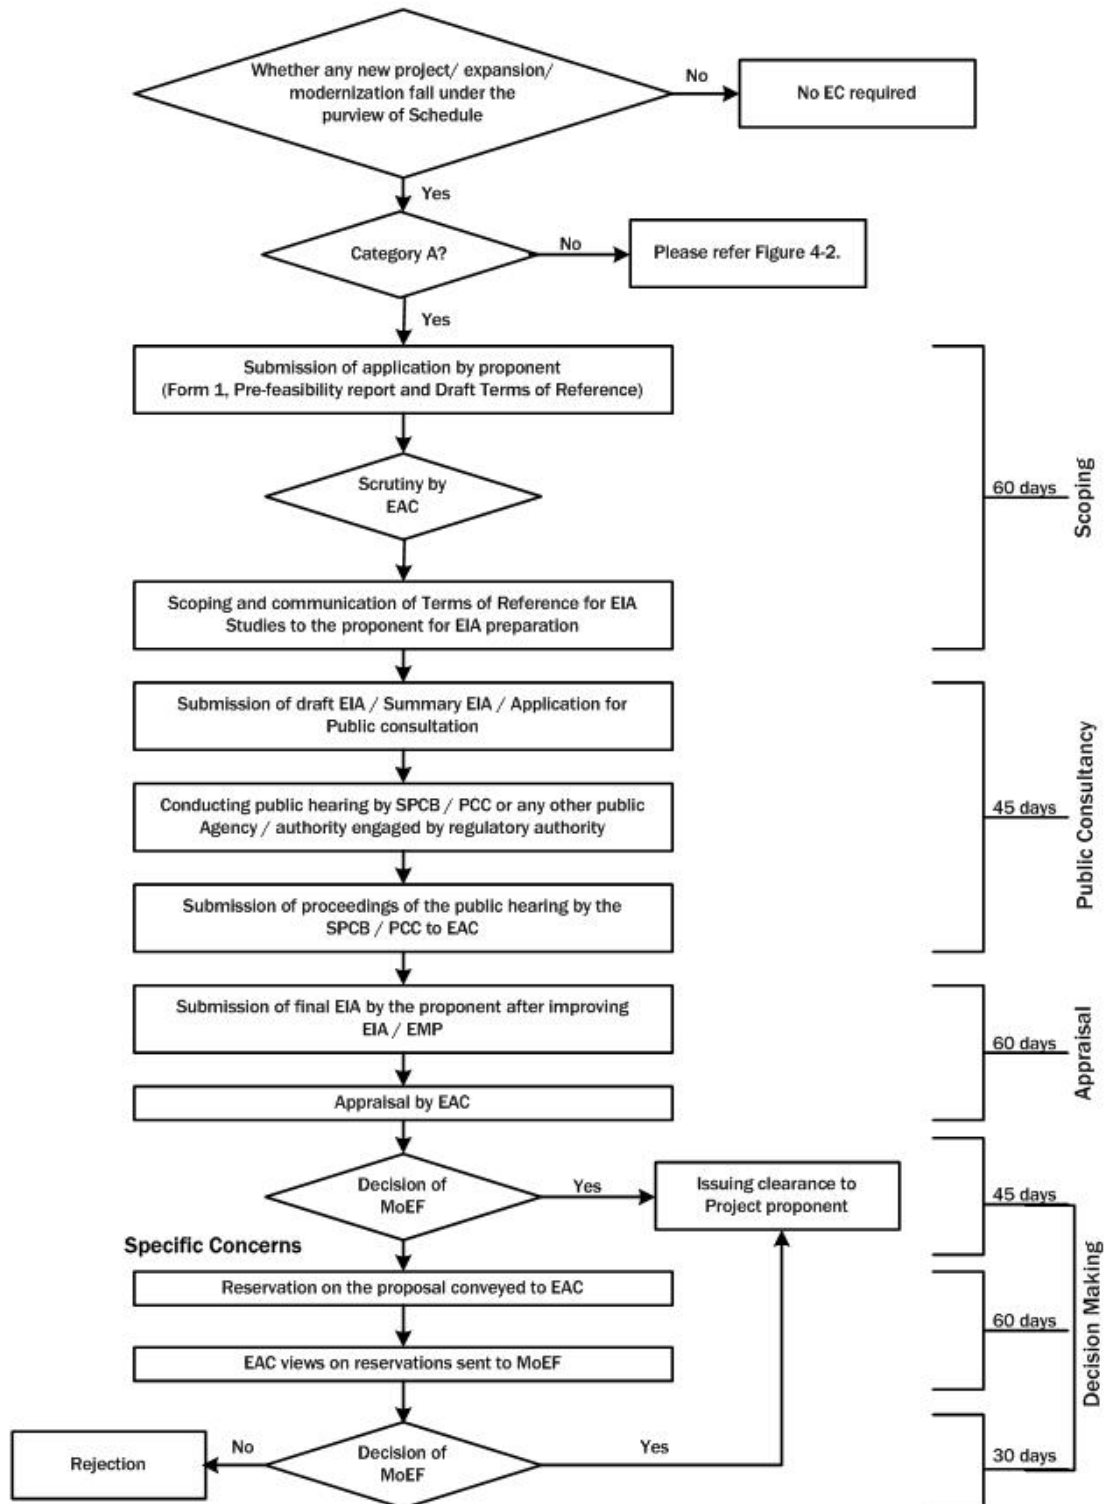 Whether any new project/ expansion/
modernization fall under the
purview of Schedule
No
No EC required
Yes
Category A?
No
Please refer Figure 4-2.
Yes
Submission of application by proponent
(Form 1, Pre-feasibility report and Draft Terms of Reference)
Scrutiny by
EAC
60 days
Scoping
Scoping and communication of Terms of Reference for EIA
Studies to the proponent for EIA preparation
Submission of draft EIA / Summary EIA / Application for
Public consultation
Conducting public hearing by SPCB / PCC or any other public
Agency / authority engaged by regulatory authority
45 days
Public Consultancy
Submission of proceedings of the public hearing by the
SPCB / PCC to EAC
Submission of final EIA by the proponent after improving
EIA / EMP
60 days
Appraisal
Appraisal by EAC
Decision of
MoEF
Yes
Issuing clearance to
Project proponent
45 days
Specific Concerns
Reservation on the proposal conveyed to EAC
60 days
Decision Making
EAC views on reservations sent to MoEF
Rejection
No
Decision of
MoEF
Yes
30 days